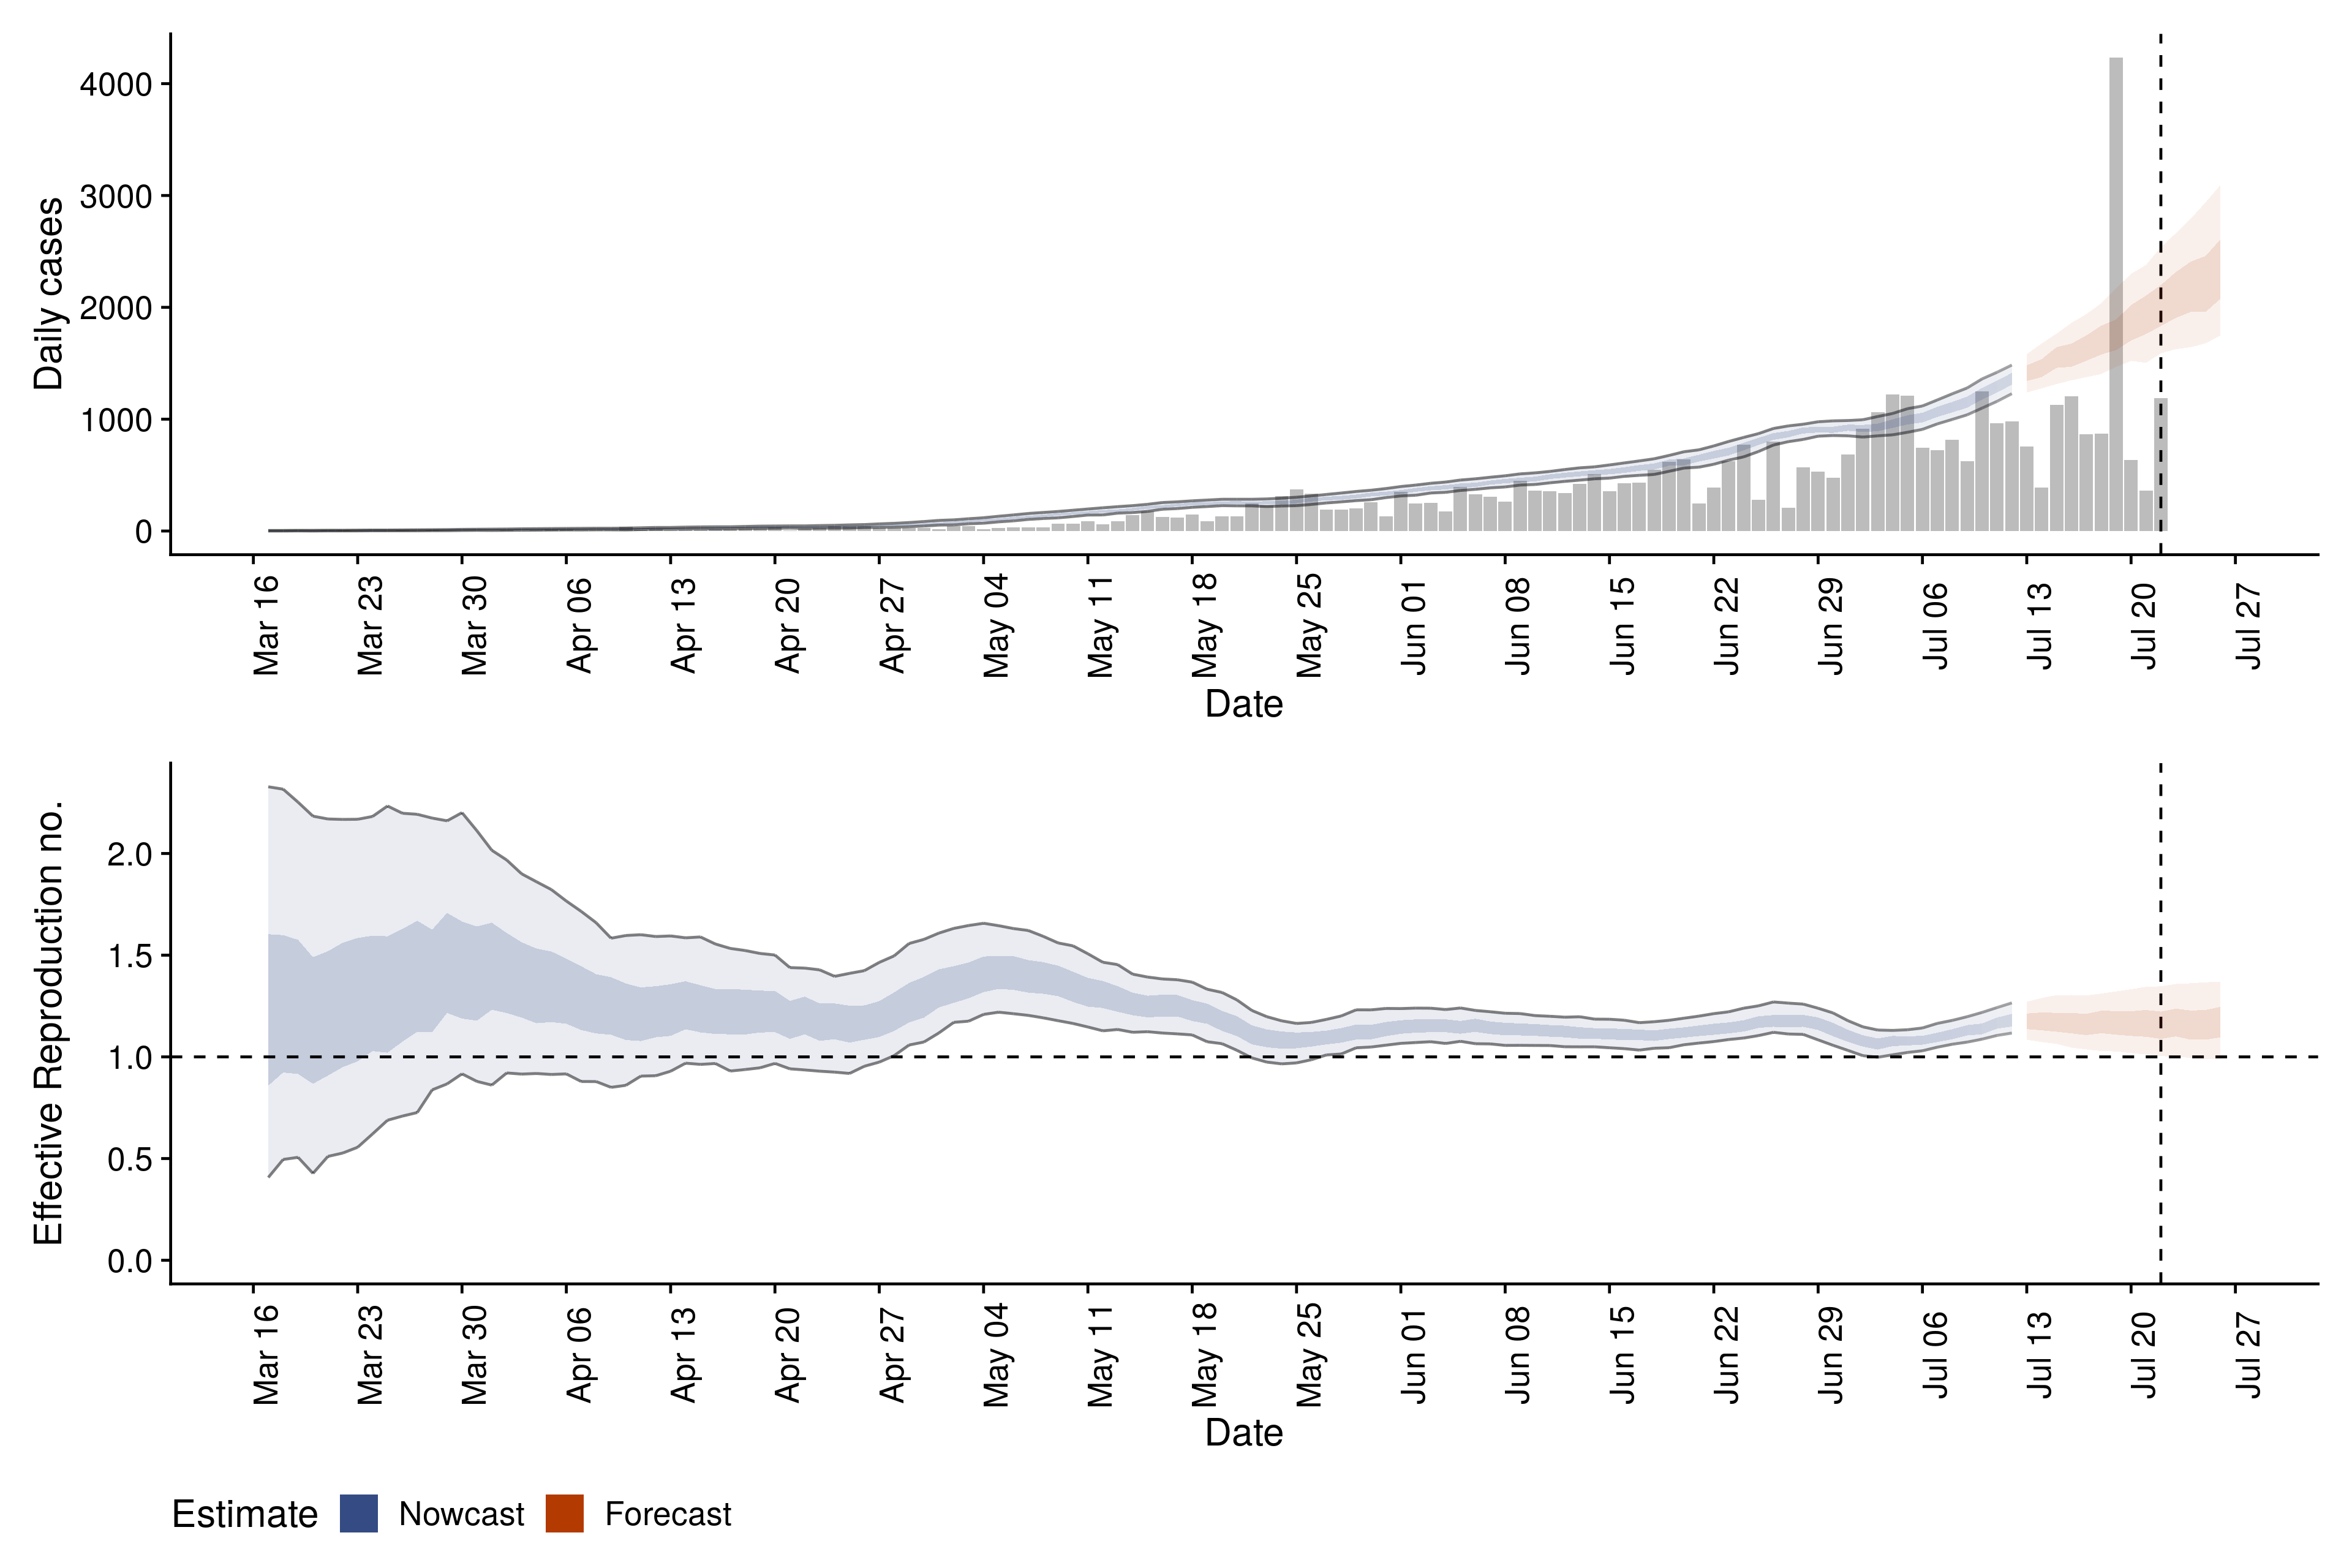 Daily cases
4000
3000
2000
1000
0
Mar 16
Mar 23
Mar 30
Apr 06
Apr 13
Apr 20
Apr 27
May 04
May 11
May 18
May 25
Jun 01
Jun 08
Jun 15
Jun 22
Jun 29
Jul 06
Jul 13
Jul 20
Jul 27
Date
Effective Reproduction no.
2.0
1.5
1.0
0.5
0.0
Mar 16
Mar 23
Mar 30
Apr 06
Apr 13
Apr 20
Apr 27
May 04
May 11
May 18
May 25
Jun 01
Jun 08
Jun 15
Jun 22
Jun 29
Jul 06
Jul 13
Jul 20
Jul 27
Date
Estimate Nowcast Forecast